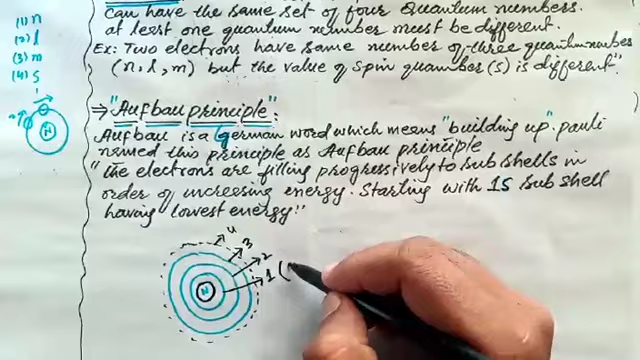 can have the same set of four Quantum numbers.
at least one quantum number must be different.
Ex: Two electrons have same number of three quantum number
(n, l, m) but the value of spin quamber (s) is different"
(1) n
(2) l
(3) m
(4) s
N
⇒ "Aufbau principle":
Aufbau is a german word which means "building up". pauli
named this principle as Aufbau principle
"The electrons are filling progressively to sub shells in
order of increasing energy. Starting with 1S sub shell
having lowest energy"
4
3
2
1 (
N